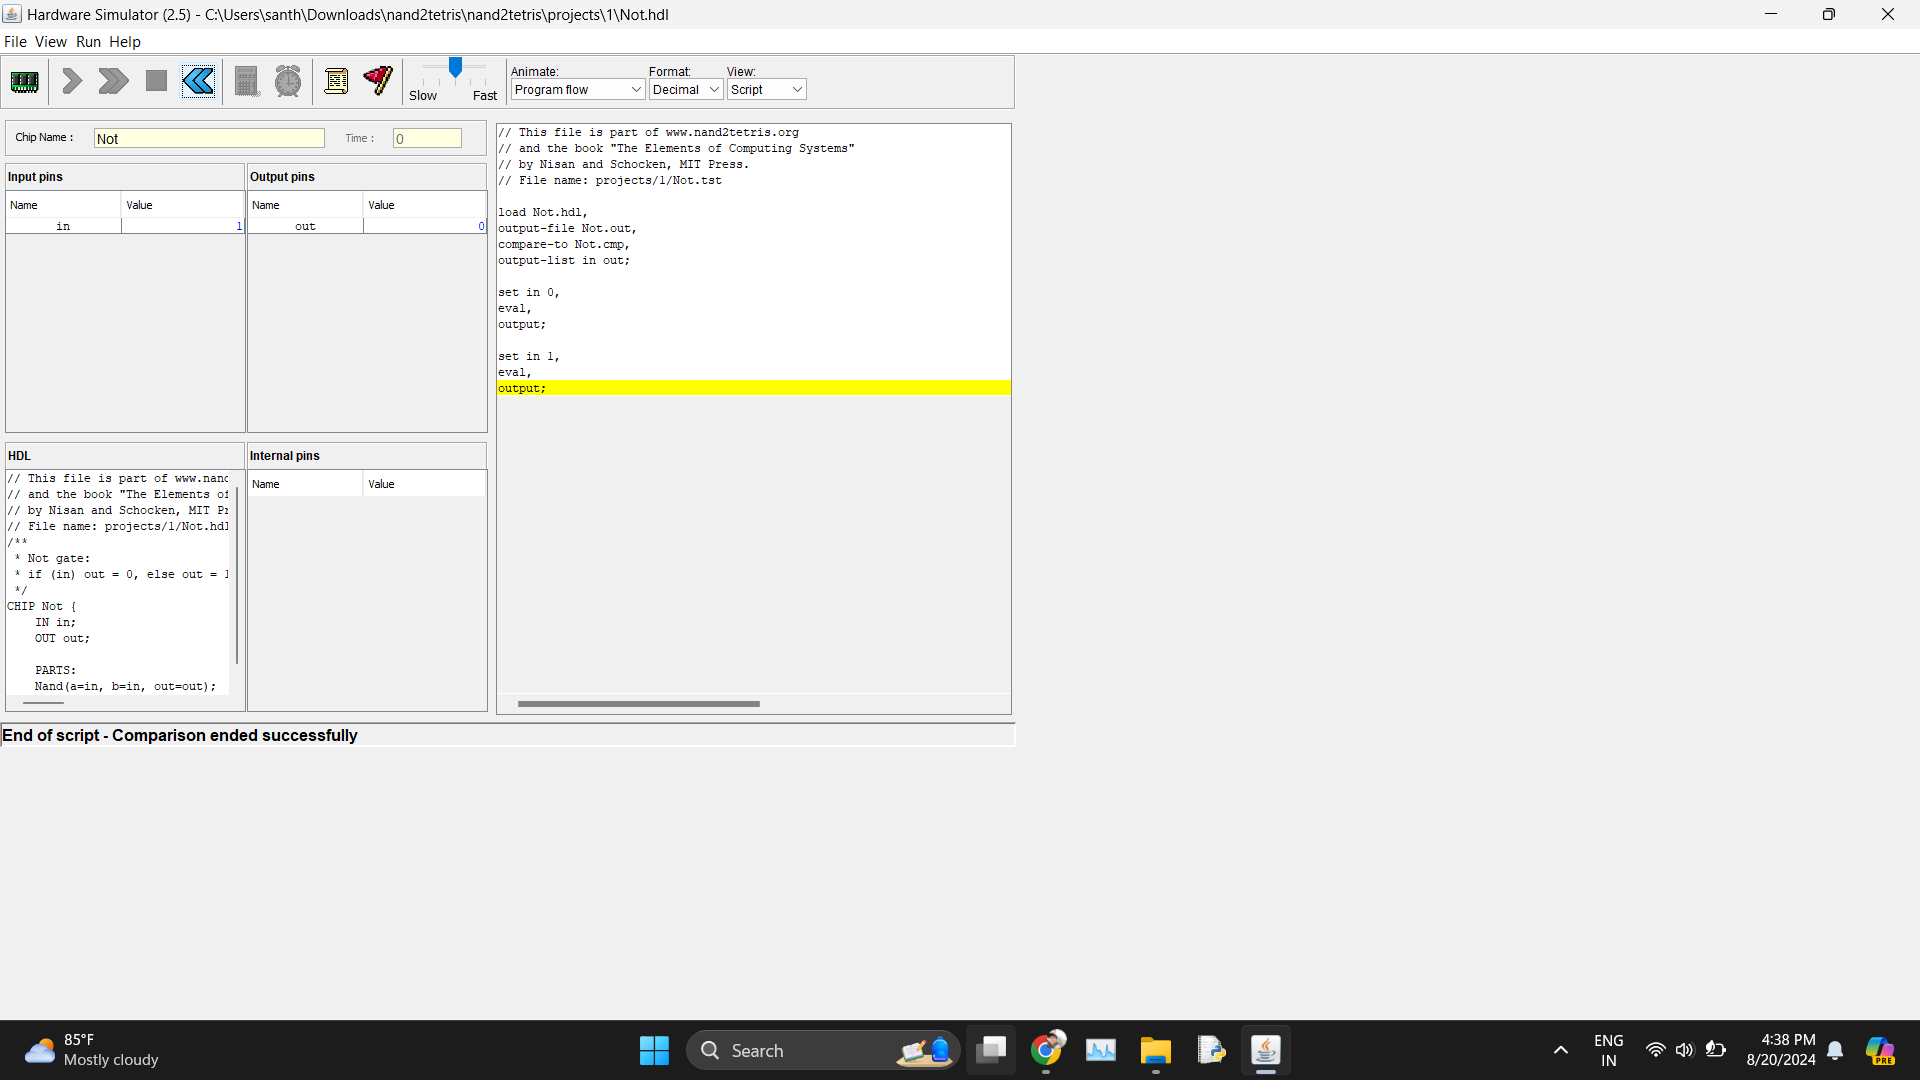 Hardware Simulator (2.5) - C:\Users\santh\Downloads\nand2tetris\nand2tetris\projects\1\Not.hdl
File View Run Help
Slow Fast
Animate: Format: View:
Program flow Decimal Script
Chip Name : Not Time : 0
Input pins
Name Value
in 1
Output pins
Name Value
out 0
HDL
// This file is part of www.nand
// and the book "The Elements of
// by Nisan and Schocken, MIT Pr
// File name: projects/1/Not.hdl
/**
* Not gate:
* if (in) out = 0, else out = 1
*/
CHIP Not {
IN in;
OUT out;
PARTS:
Nand(a=in, b=in, out=out);
Internal pins
Name Value
// This file is part of www.nand2tetris.org
// and the book "The Elements of Computing Systems"
// by Nisan and Schocken, MIT Press.
// File name: projects/1/Not.tst
load Not.hdl,
output-file Not.out,
compare-to Not.cmp,
output-list in out;
set in 0,
eval,
output;
set in 1,
eval,
output;
End of script - Comparison ended successfully
85°F
Mostly cloudy
Search
ENG
IN
4:38 PM
8/20/2024
PRE